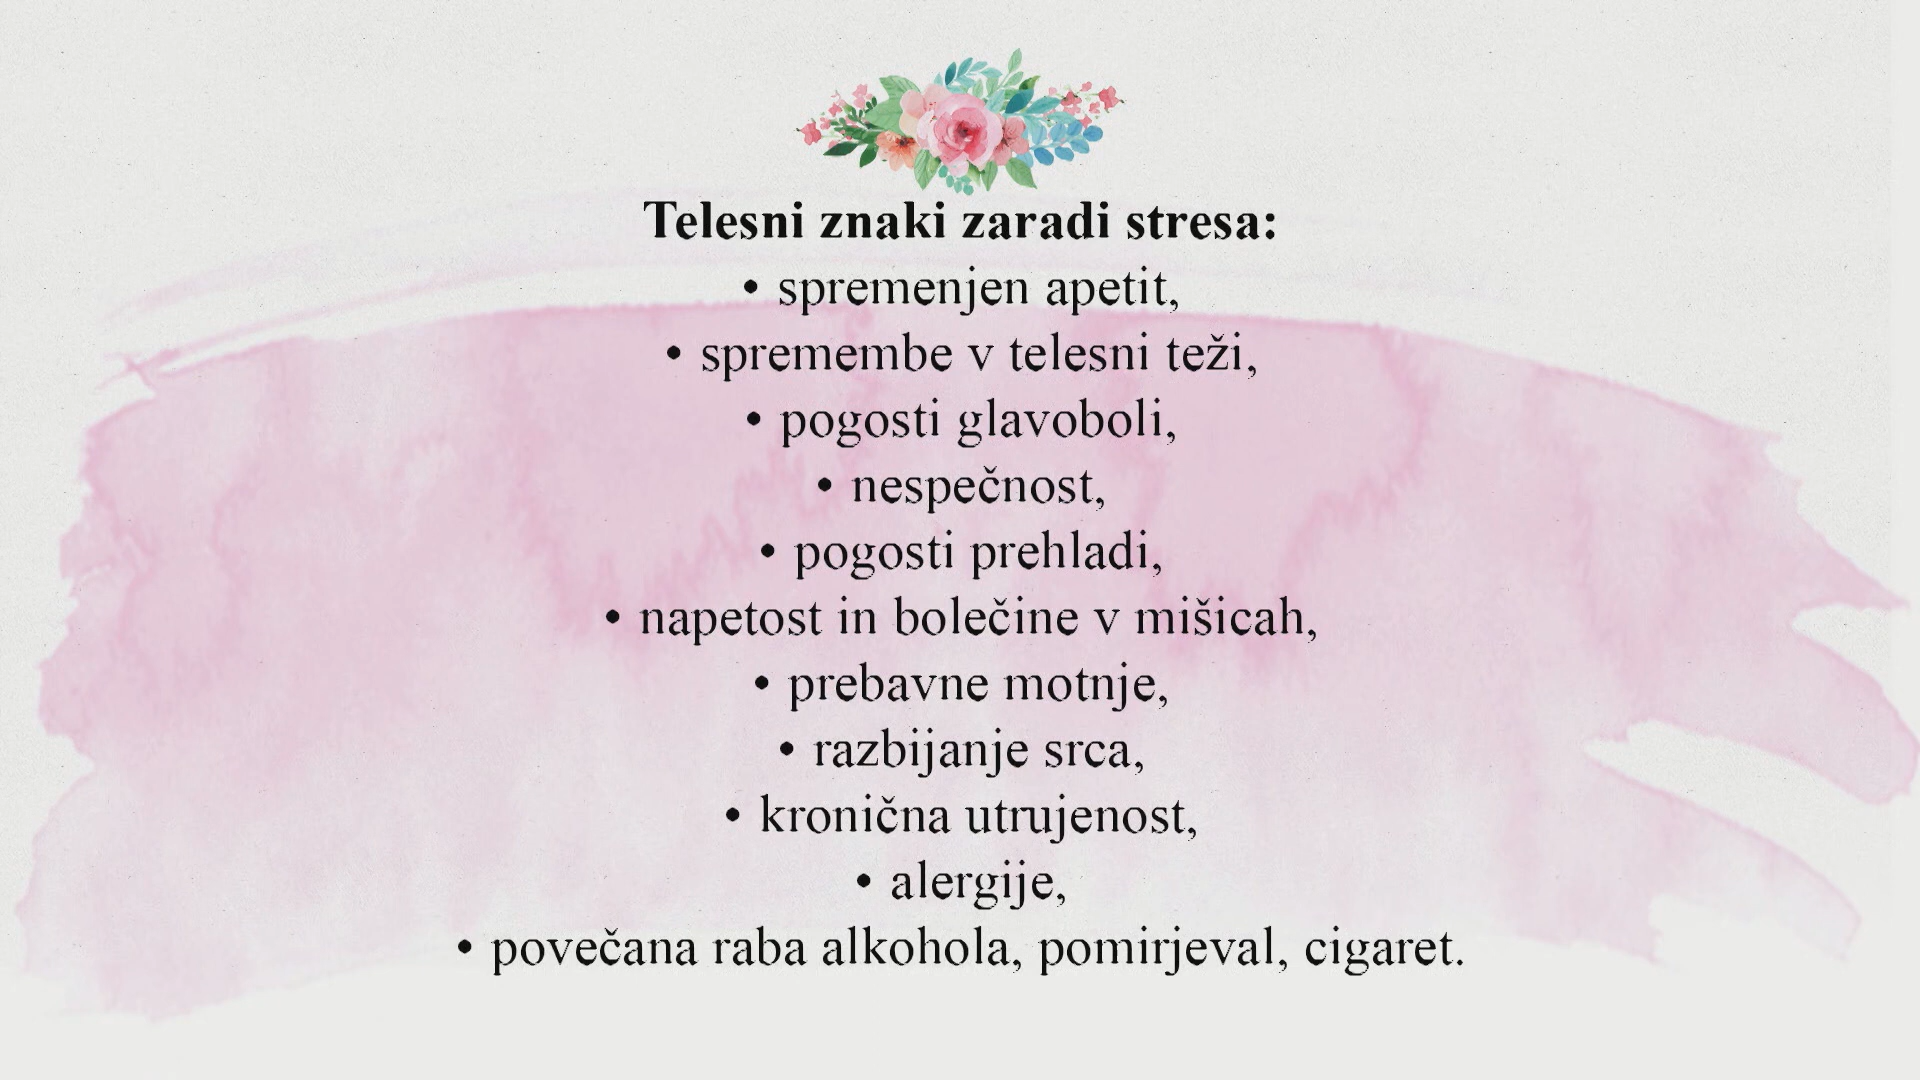 Telesni znaki zaradi stresa:
• spremenjen apetit,
• spremembe v telesni teži,
• pogosti glavoboli,
• nespečnost,
• pogosti prehladi,
• napetost in bolečine v mišicah,
• prebavne motnje,
• razbijanje srca,
• kronična utrujenost,
• alergije,
• povečana raba alkohola, pomirjeval, cigaret.